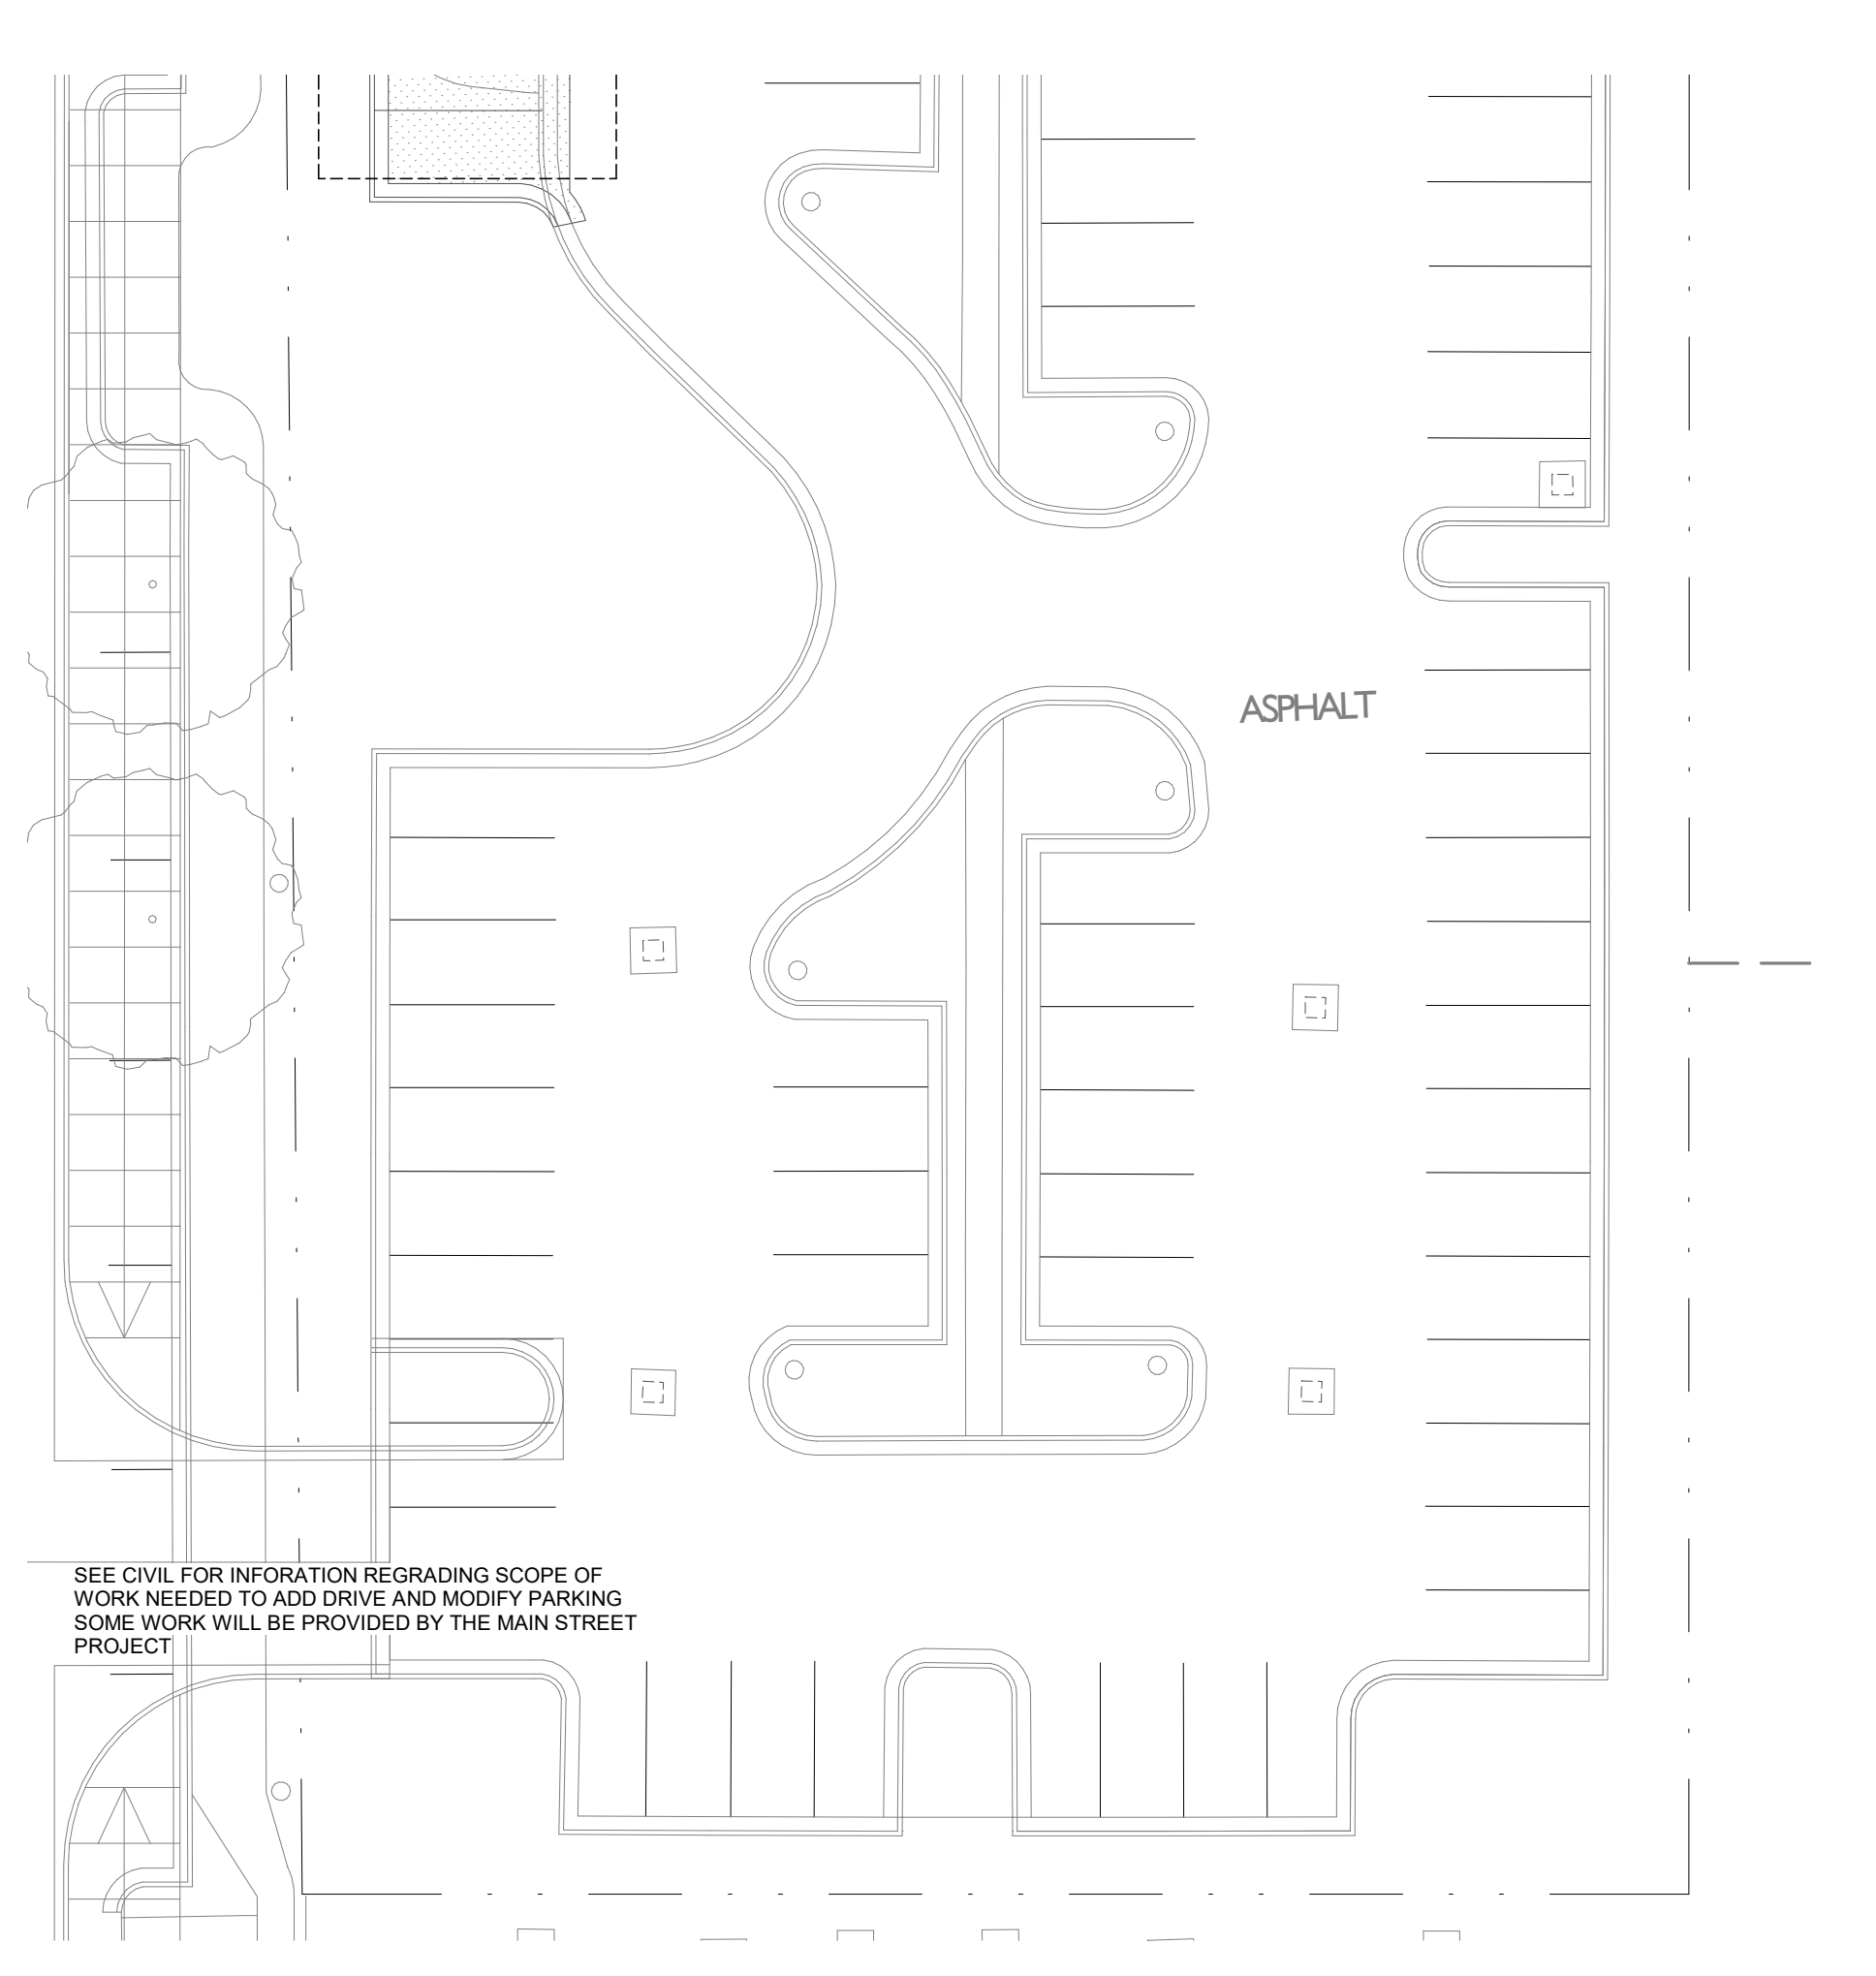 ASPHALT
SEE CIVIL FOR INFORATION REGRADING SCOPE OF
WORK NEEDED TO ADD DRIVE AND MODIFY PARKING
SOME WORK WILL BE PROVIDED BY THE MAIN STREET
PROJECT